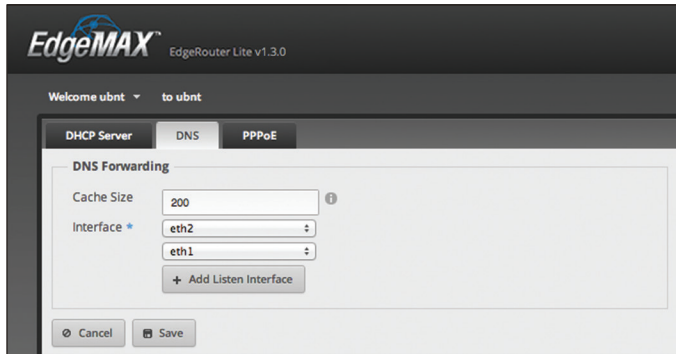 EdgeMAX™ EdgeRouter Lite v1.3.0
Welcome ubnt to ubnt
DHCP Server DNS PPPoE
DNS Forwarding
Cache Size 200
Interface * eth2
eth1
+ Add Listen Interface
Cancel Save